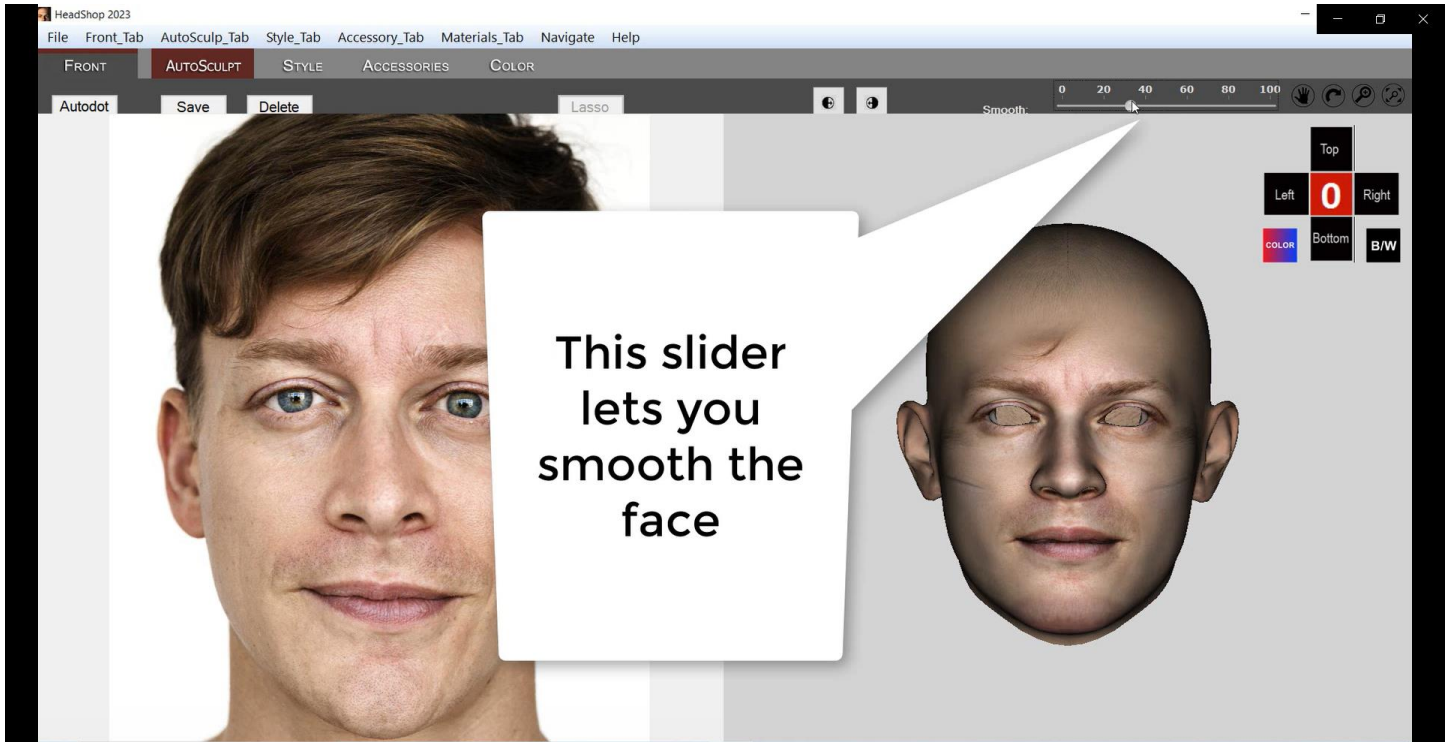 HeadShop 2023
File Front_Tab AutoSculp_Tab Style_Tab Accessory_Tab Materials_Tab Navigate Help
FRONT AUTOSCULPT STYLE ACCESSORIES COLOR
Autodot Save Delete Lasso Smooth: 0 20 40 60 80 100
Top
Left 0 Right
COLOR Bottom B/W
This slider
lets you
smooth the
face